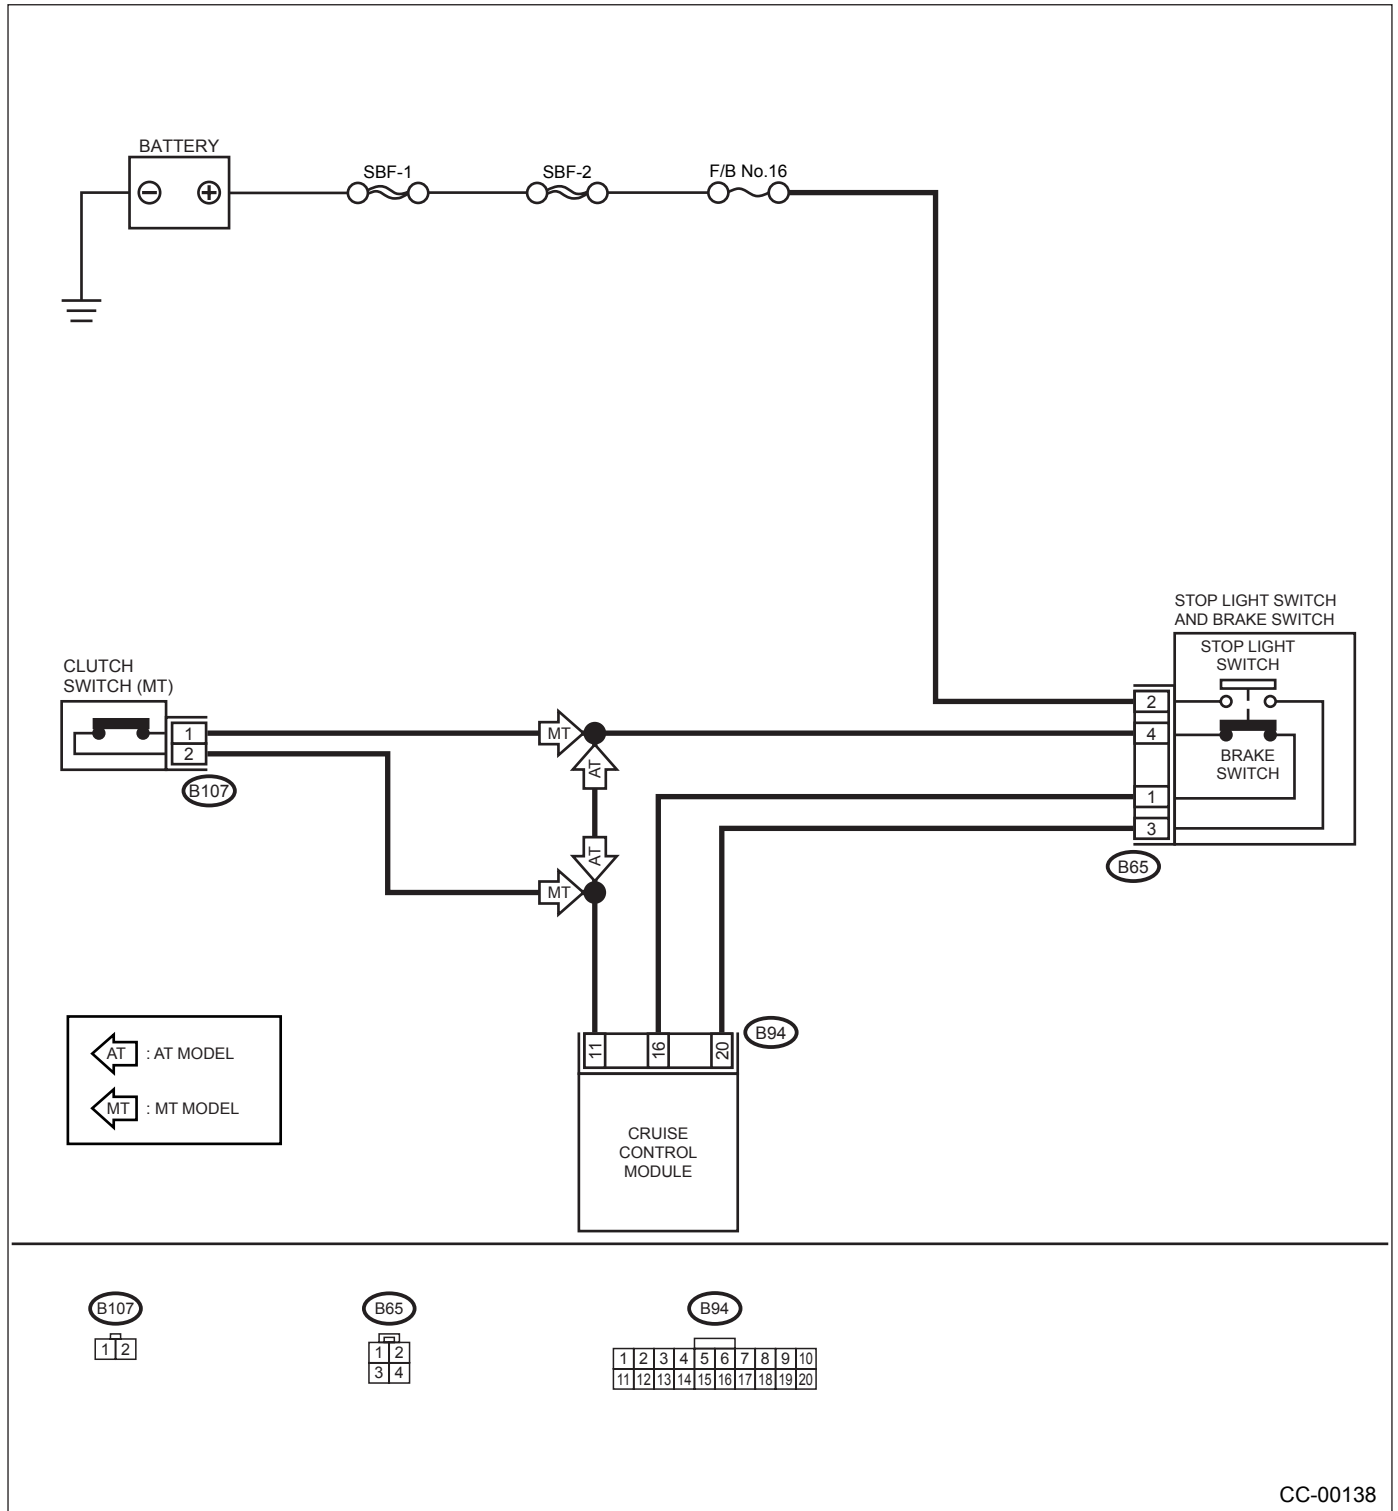 BATTERY
SBF-1
SBF-2
F/B No.16
STOP LIGHT SWITCH
AND BRAKE SWITCH
STOP LIGHT
SWITCH
BRAKE
SWITCH
2
4
1
3
B65
CLUTCH
SWITCH (MT)
1
2
B107
MT
AT
AT
MT
AT : AT MODEL
MT : MT MODEL
11
16
20
B94
CRUISE
CONTROL
MODULE
B107
1 2
B65
1 2
3 4
B94
1 2 3 4 5 6 7 8 9 10
11 12 13 14 15 16 17 18 19 20
CC-00138